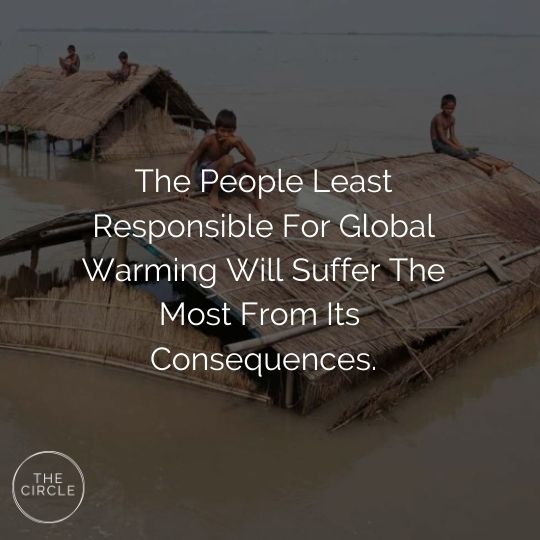 The People Least
Responsible For Global
Warming Will Suffer The
Most From Its
Consequences.
THE
CIRCLE